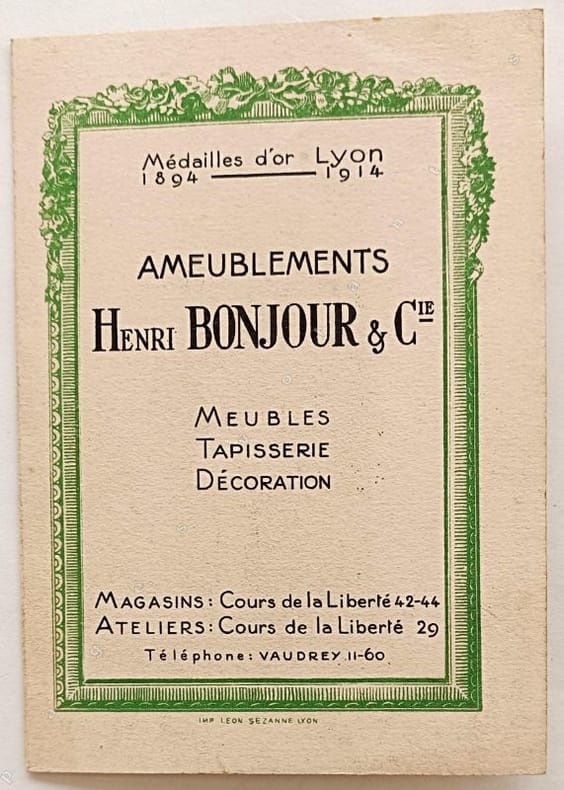 Médailles d'or Lyon
1894 1914
AMEUBLEMENTS
HENRI BONJOUR & CIE
MEUBLES
TAPISSERIE
DÉCORATION
MAGASINS: Cours de la Liberté 42-44
ATELIERS: Cours de la Liberté 29
Téléphone: VAUDREY 11-60
IMP LEON SEZANNE LYON